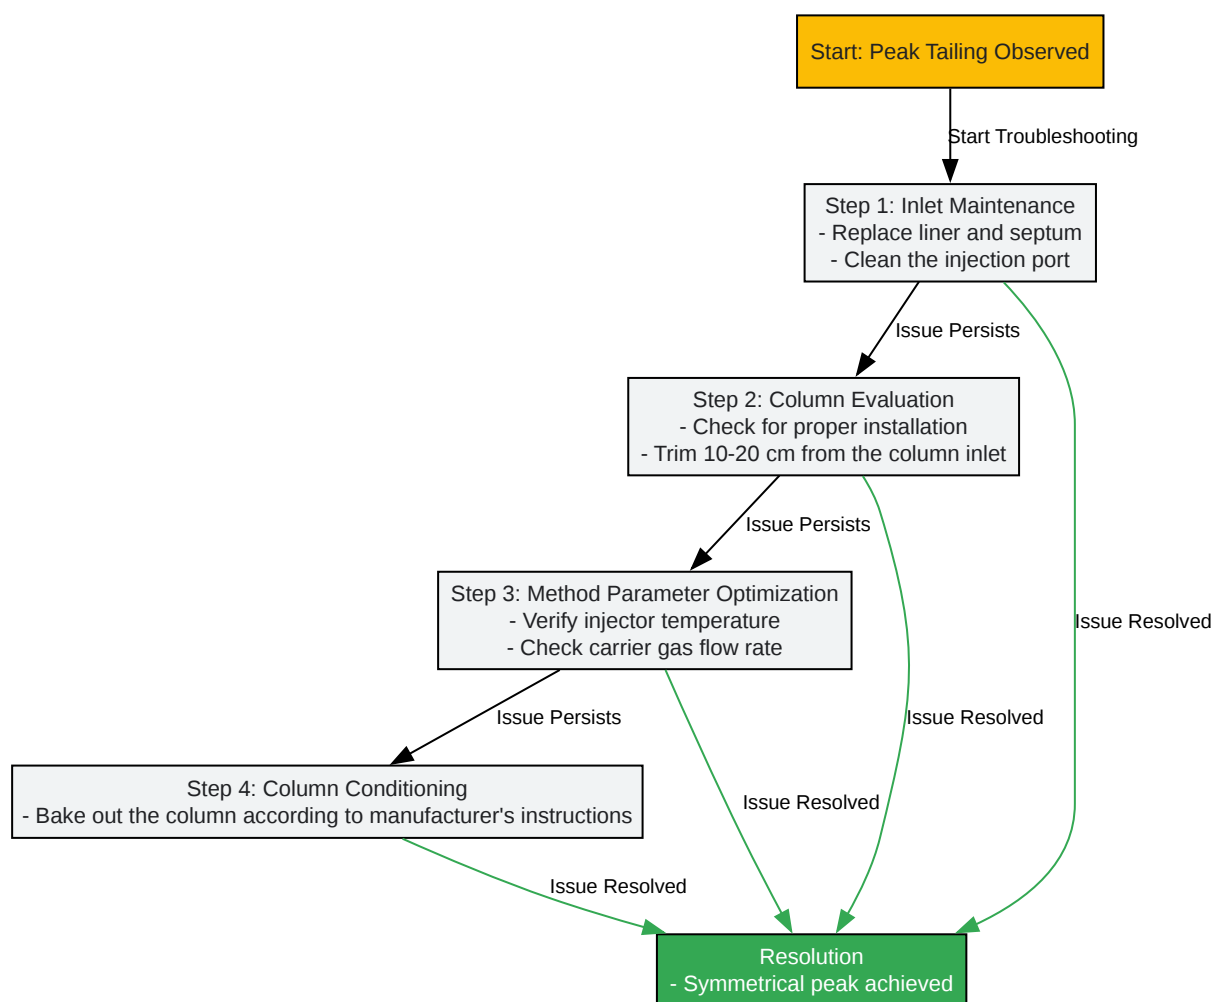 Start: Peak Tailing Observed
Start Troubleshooting
Step 1: Inlet Maintenance
- Replace liner and septum
- Clean the injection port
Issue Persists
Step 2: Column Evaluation
- Check for proper installation
- Trim 10-20 cm from the column inlet
Issue Persists
Step 3: Method Parameter Optimization
- Verify injector temperature
- Check carrier gas flow rate
Issue Resolved
Issue Persists
Issue Resolved
Step 4: Column Conditioning
- Bake out the column according to manufacturer's instructions
Issue Resolved
Issue Resolved
Resolution
- Symmetrical peak achieved